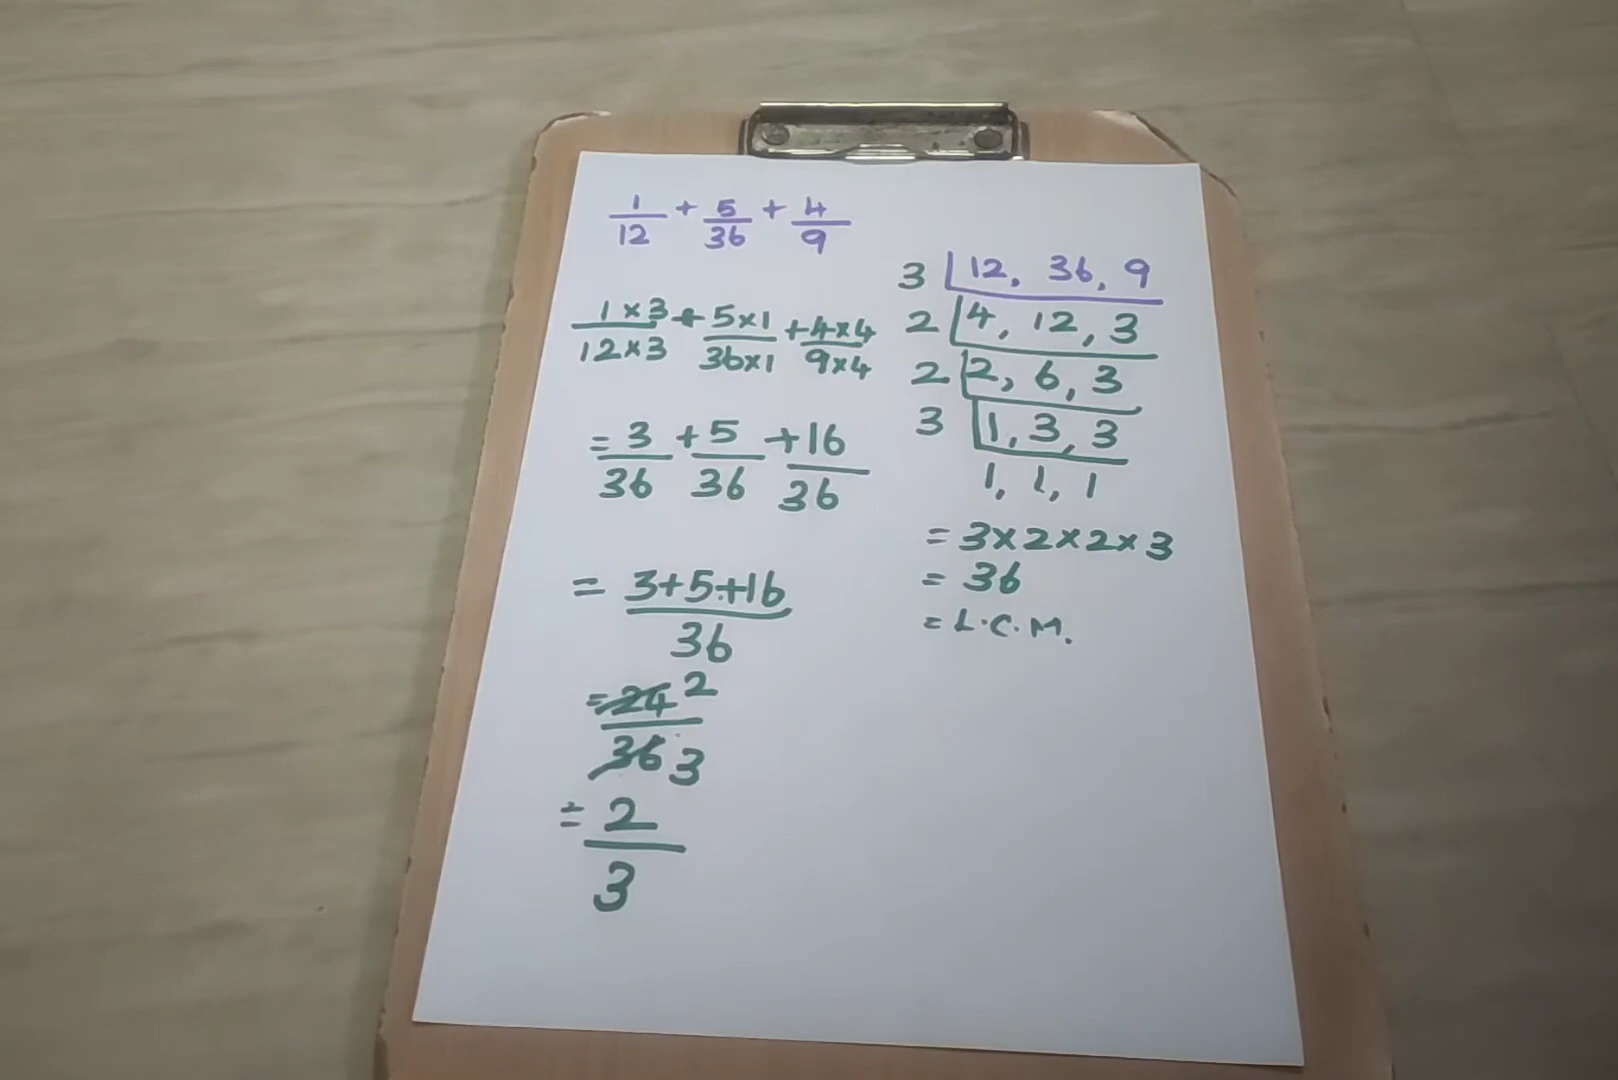 1/12 + 5/36 + 4/9
1×3/12×3 + 5×1/36×1 + 4×4/9×4
= 3/36 + 5/36 + 16/36
= 3+5+16/36
= 24 2/36 3
= 2/3
3 | 12, 36, 9
2 | 4, 12, 3
2 | 2, 6, 3
3 | 1, 3, 3
1, 1, 1
= 3×2×2×3
= 36
= L.C.M.